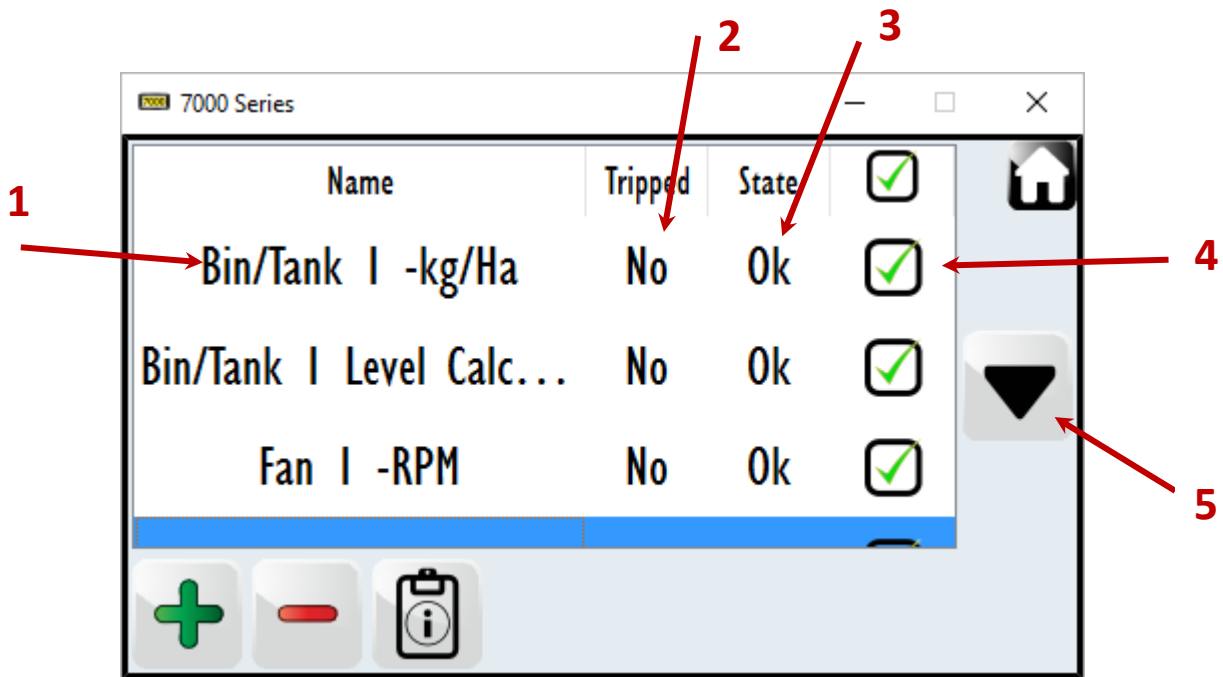 2
3
7000 7000 Series
Name Tripped State
1
Bin/Tank 1 -kg/Ha No Ok
4
Bin/Tank 1 Level Calc... No Ok
Fan 1 -RPM No Ok
5